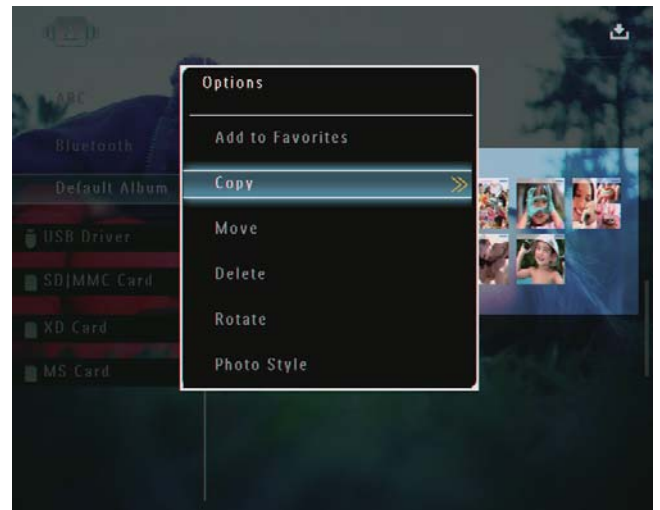 Options
Add to Favorites
Copy
Move
Delete
Rotate
Photo Style
ABC
Bluetooth
Default Album
USB Driver
SD|MMC Card
XD Card
MS Card